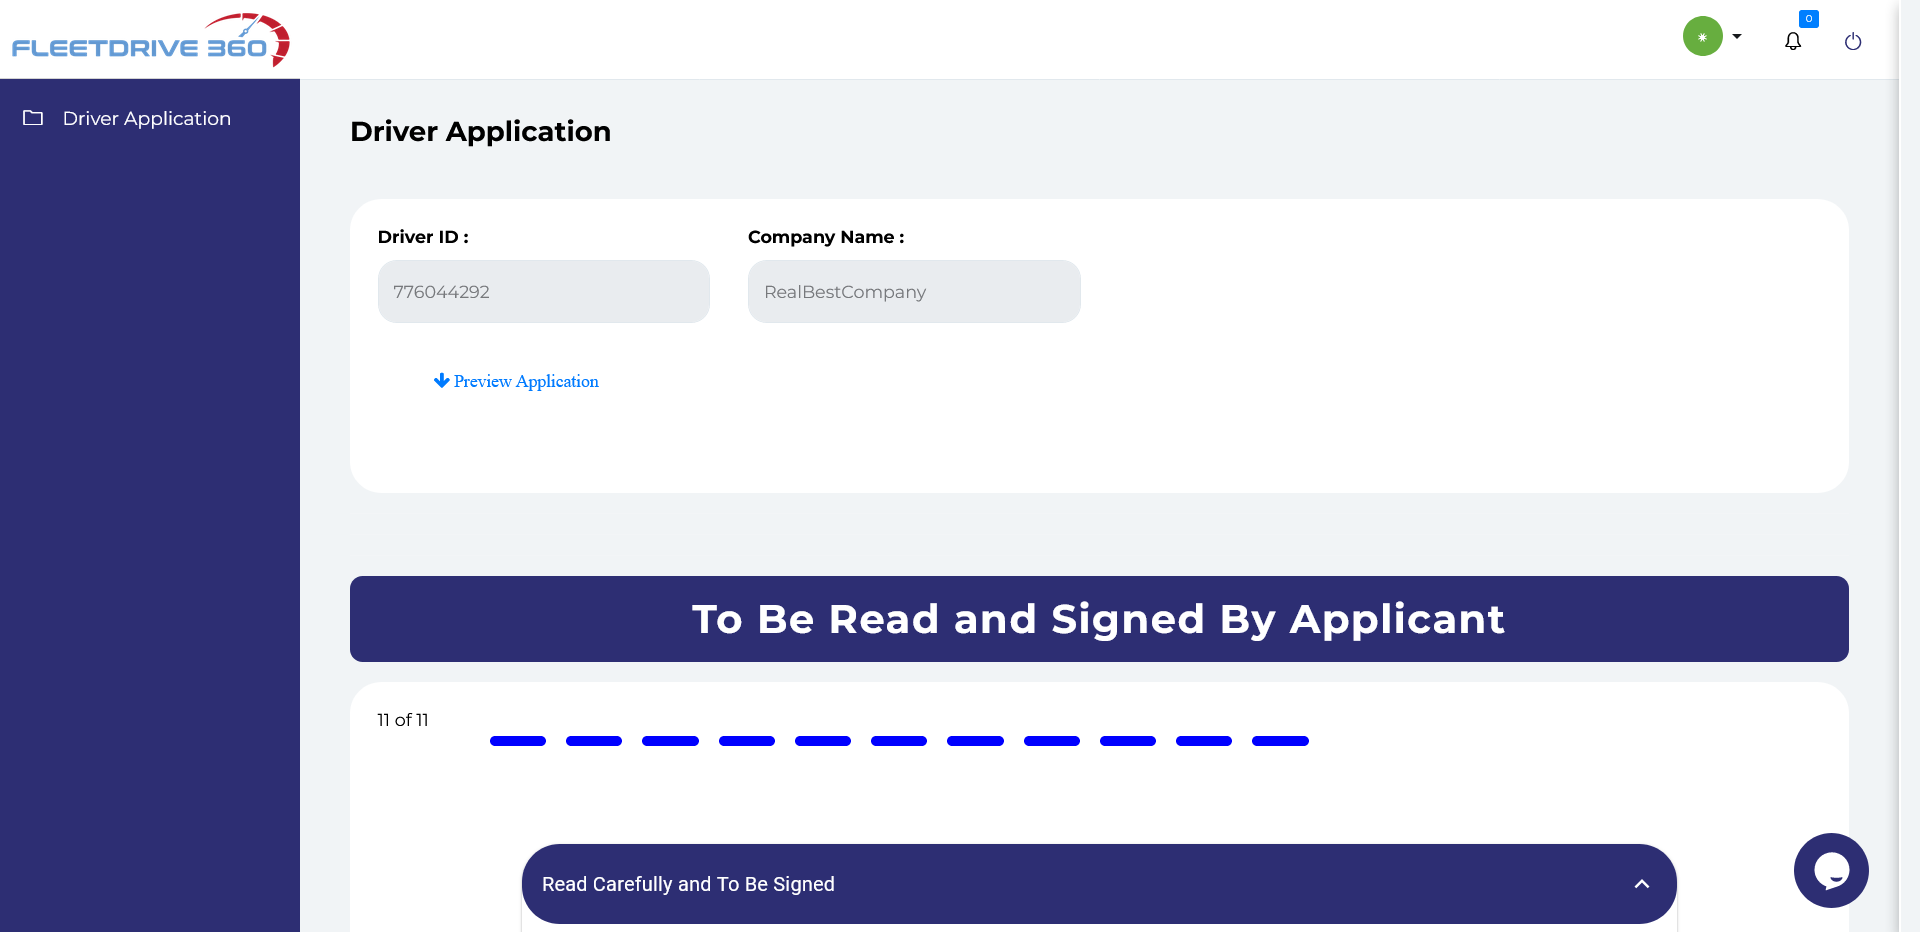 FLEETDRIVE 360
0
Driver Application
Driver Application
Driver ID :
Company Name :
776044292
RealBestCompany
Preview Application
To Be Read and Signed By Applicant
11 of 11
Read Carefully and To Be Signed